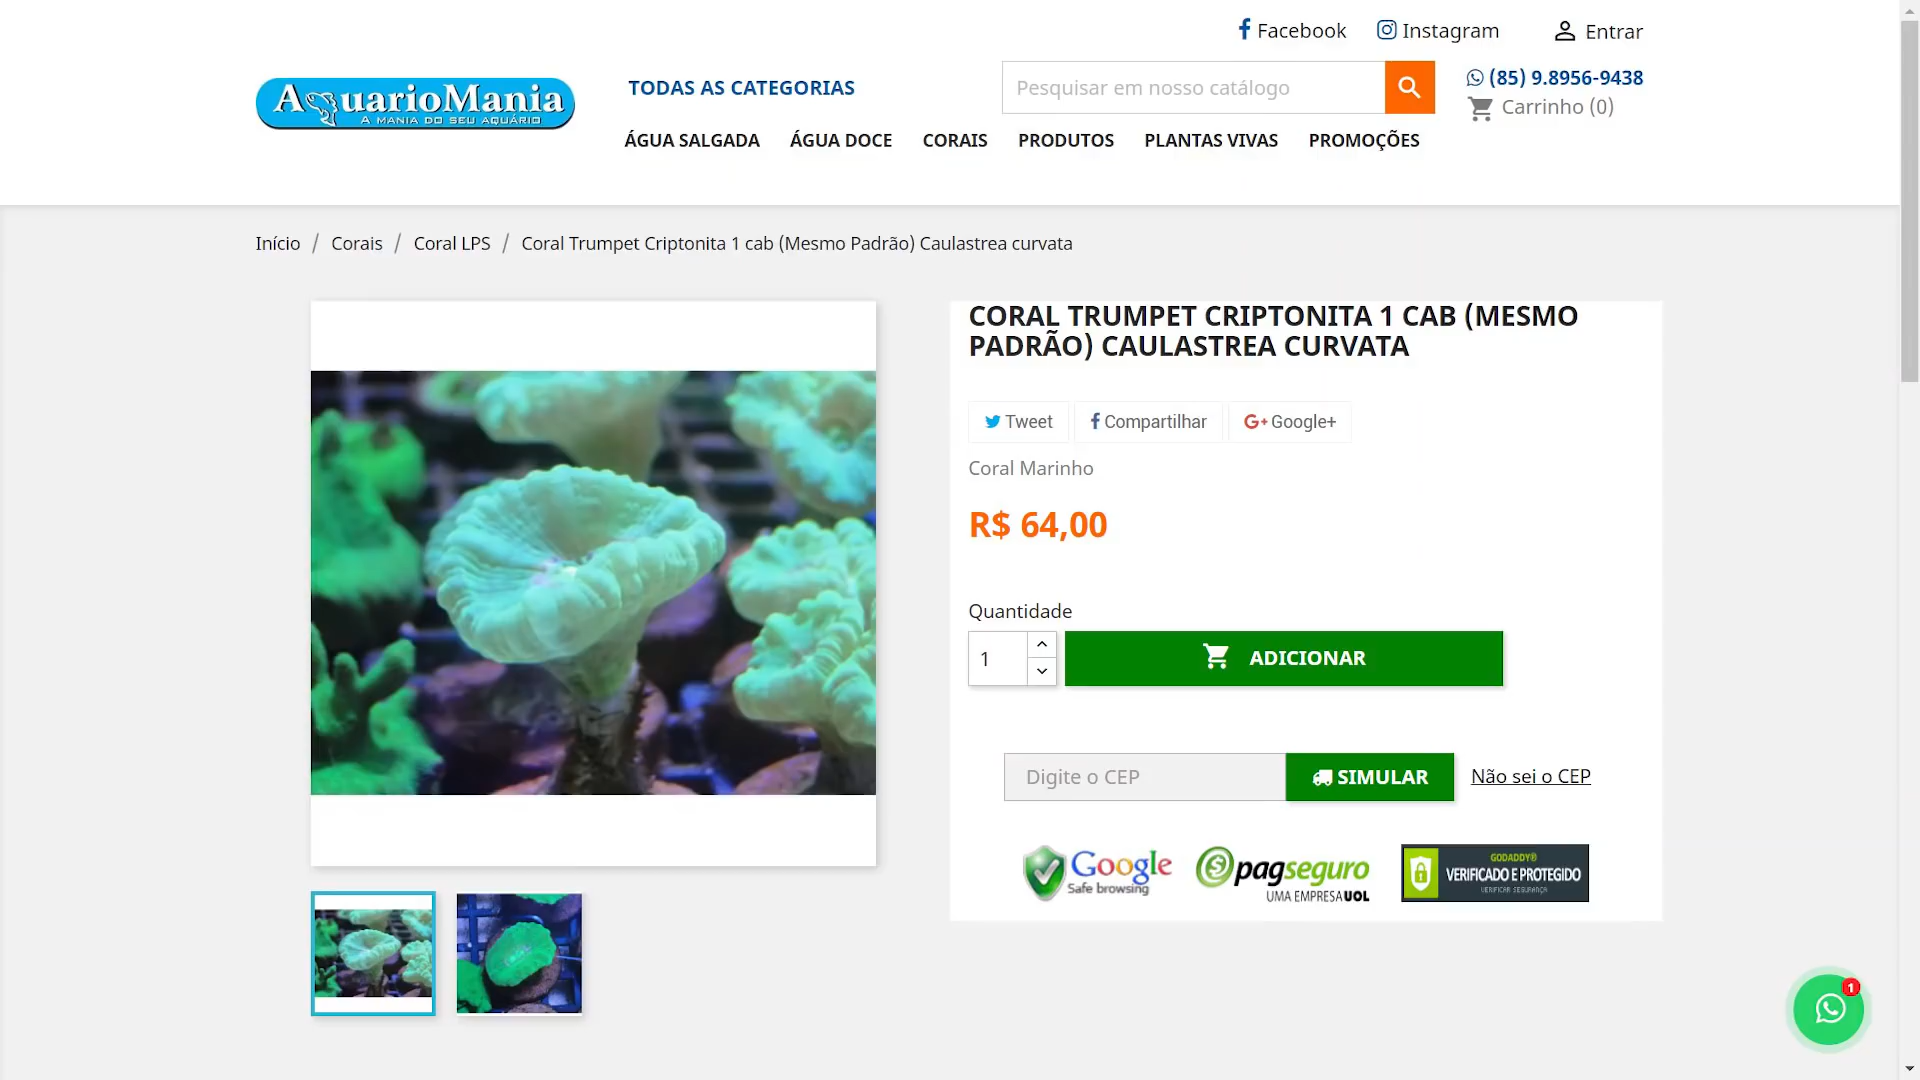 Facebook
Instagram
Entrar
AquarioMania
A MANIA DO SEU AQUÁRIO
TODAS AS CATEGORIAS
Pesquisar em nosso catálogo
(85) 9.8956-9438
Carrinho (0)
ÁGUA SALGADA
ÁGUA DOCE
CORAIS
PRODUTOS
PLANTAS VIVAS
PROMOÇÕES
Início / Corais / Coral LPS / Coral Trumpet Criptonita 1 cab (Mesmo Padrão) Caulastrea curvata
CORAL TRUMPET CRIPTONITA 1 CAB (MESMO
PADRÃO) CAULASTREA CURVATA
Tweet
Compartilhar
G+ Google+
Coral Marinho
R$ 64,00
Quantidade
1
ADICIONAR
Digite o CEP
SIMULAR
Não sei o CEP
Google
Safe browsing
pagseguro
UMA EMPRESA UOL
GODADDY®
VERIFICADO E PROTEGIDO
VERIFICAR SEGURANÇA
1